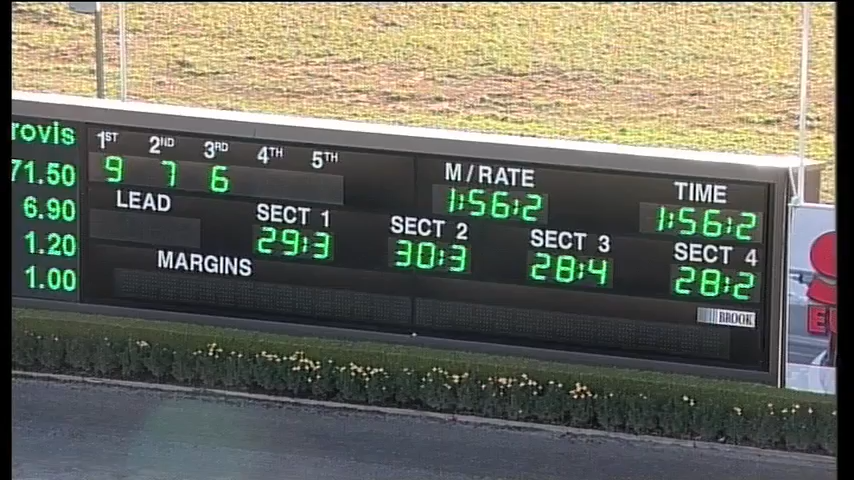 rovis
71.50
6.90
1.20
1.00
1ST 2ND 3RD 4TH 5TH
9 7 6
M/RATE TIME
1:56:2 1:56:2
LEAD SECT 1 SECT 2 SECT 3 SECT 4
29:3 30:3 28:4 28:2
MARGINS
BROOK